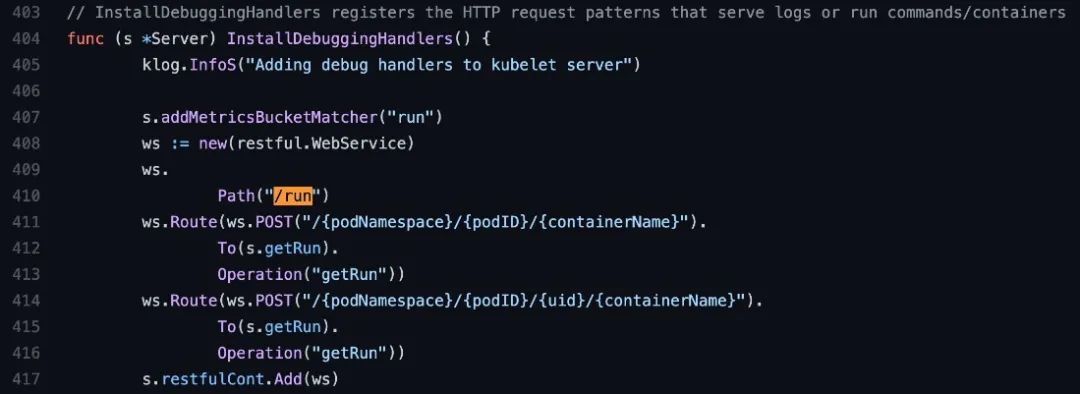 403 // InstallDebuggingHandlers registers the HTTP request patterns that serve logs or run commands/containers
404 func (s *Server) InstallDebuggingHandlers() {
405 klog.InfoS("Adding debug handlers to kubelet server")
406
407 s.addMetricsBucketMatcher("run")
408 ws := new(restful.WebService)
409 ws.
410 Path("/run")
411 ws.Route(ws.POST("/{podNamespace}/{podID}/{containerName}").
412 To(s.getRun).
413 Operation("getRun"))
414 ws.Route(ws.POST("/{podNamespace}/{podID}/{uid}/{containerName}").
415 To(s.getRun).
416 Operation("getRun"))
417 s.restfulCont.Add(ws)